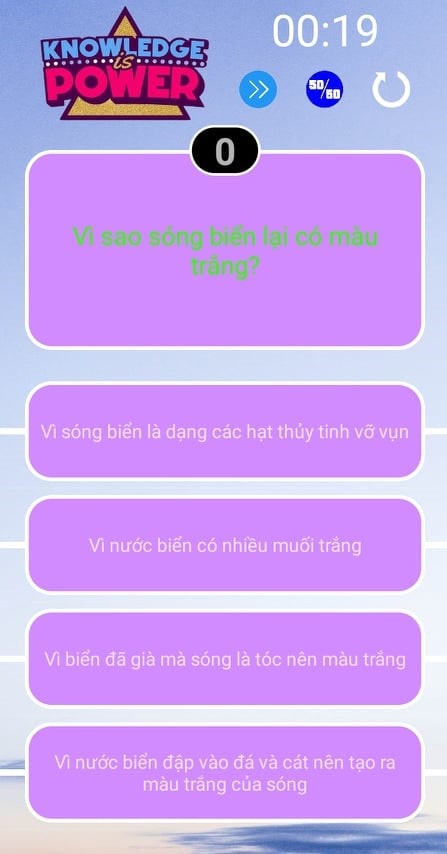 00:19
KNOWLEDGE
is
POWER
50/50
0
Vì sao sóng biển lại có màu
trắng?
Vì sóng biển là dạng các hạt thủy tinh vỡ vụn
Vì nước biển có nhiều muối trắng
Vì biển đã già mà sóng là tóc nên màu trắng
Vì nước biển đập vào đá và cát nên tạo ra
màu trắng của sóng